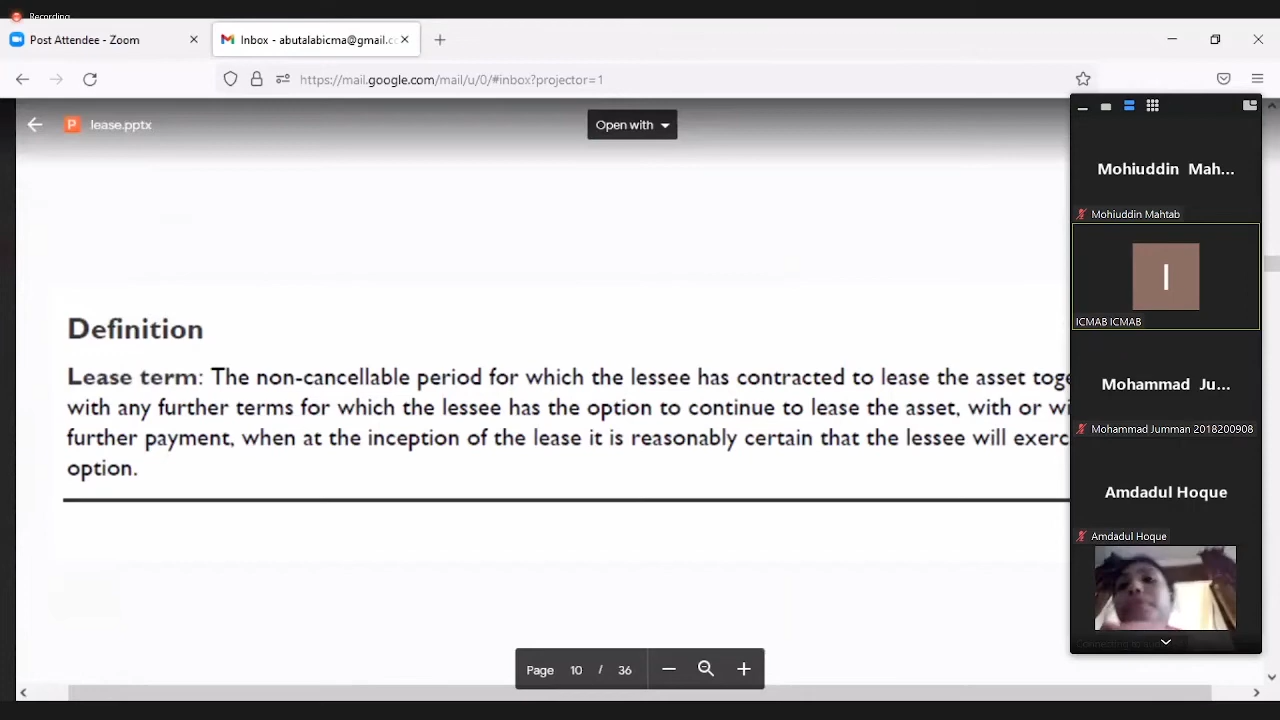 Recording
Post Attendee - Zoom
Inbox - abutalabicma@gmail.cc
https://mail.google.com/mail/u/0/#inbox?projector=1
P lease.pptx
Open with
Definition
Lease term: The non-cancellable period for which the lessee has contracted to lease the asset toge
with any further terms for which the lessee has the option to continue to lease the asset, with or wi
further payment, when at the inception of the lease it is reasonably certain that the lessee will exerc
option.
Page 10 / 36
Mohiuddin Mah...
Mohiuddin Mahtab
I
ICMAB ICMAB
Mohammad Ju...
Mohammad Jumman 2018200908
Amdadul Hoque
Amdadul Hoque